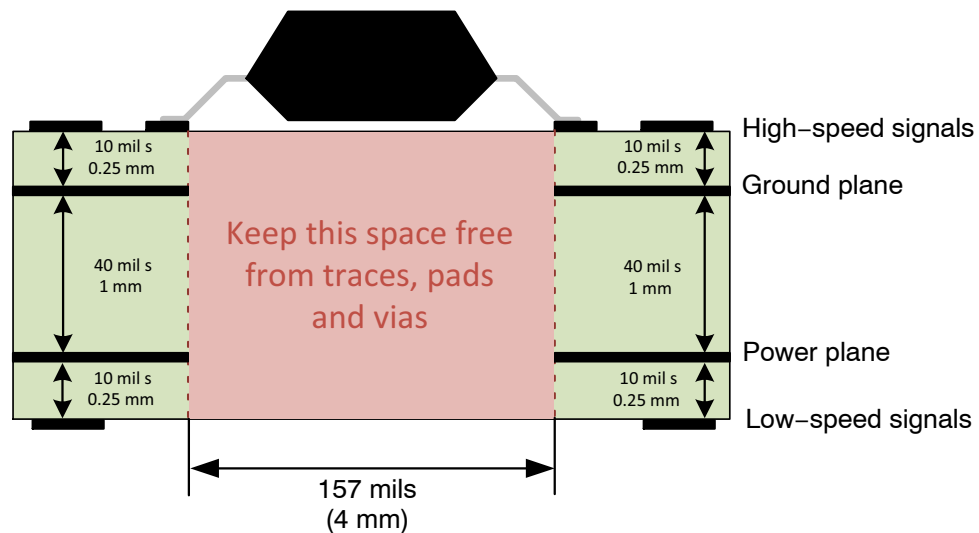 High−speed signals
10 mil s
0.25 mm
10 mil s
0.25 mm
Ground plane
Keep this space free
from traces, pads
and vias
40 mil s
1 mm
40 mil s
1 mm
Power plane
10 mil s
0.25 mm
10 mil s
0.25 mm
Low−speed signals
157 mils
(4 mm)